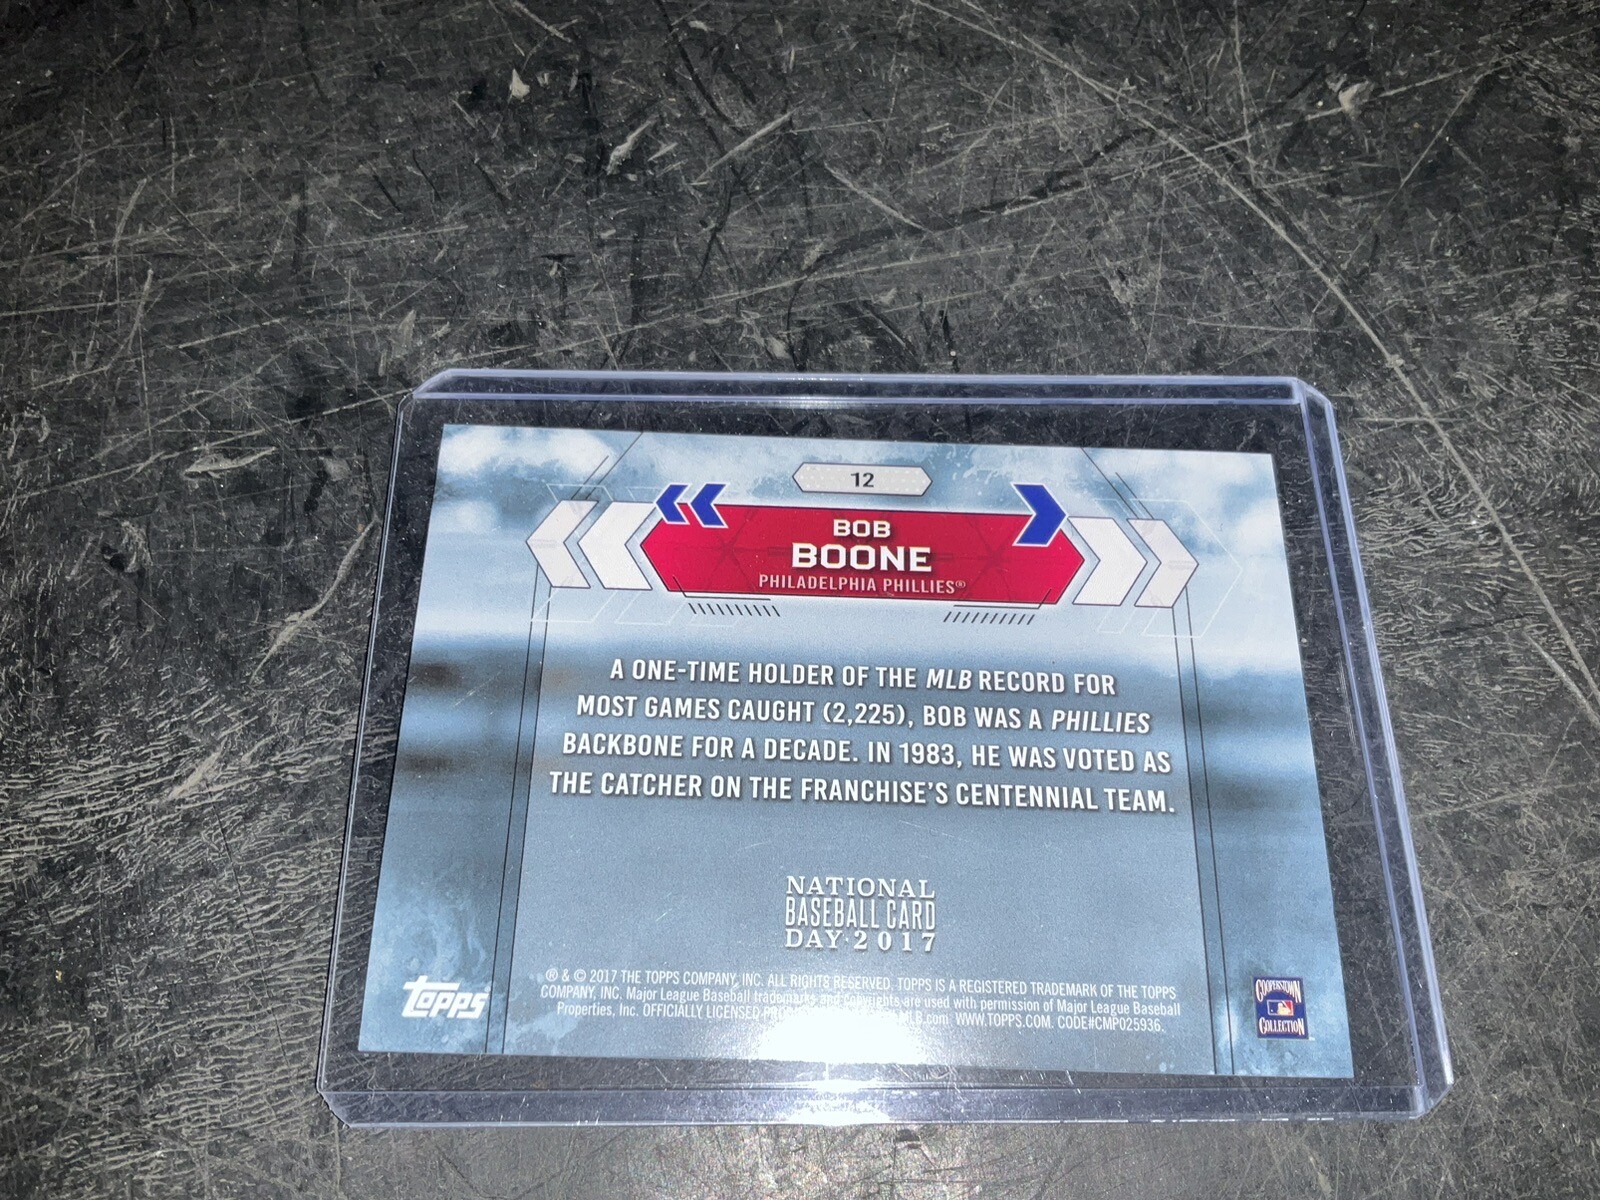 12
BOB
BOONE
PHILADELPHIA PHILLIES®
A ONE-TIME HOLDER OF THE MLB RECORD FOR
MOST GAMES CAUGHT (2,225), BOB WAS A PHILLIES
BACKBONE FOR A DECADE. IN 1983, HE WAS VOTED AS
THE CATCHER ON THE FRANCHISE'S CENTENNIAL TEAM.
NATIONAL
BASEBALL CARD
DAY·2017
® & © 2017 THE TOPPS COMPANY, INC. ALL RIGHTS RESERVED. TOPPS IS A REGISTERED TRADEMARK OF THE TOPPS
COMPANY, INC. Major League Baseball trademarks and copyrights are used with permission of Major League Baseball
Properties, Inc. OFFICIALLY LICENSED MLB.com WWW.TOPPS.COM. CODE#CMP025936.
Topps
COOPERSTOWN
COLLECTION